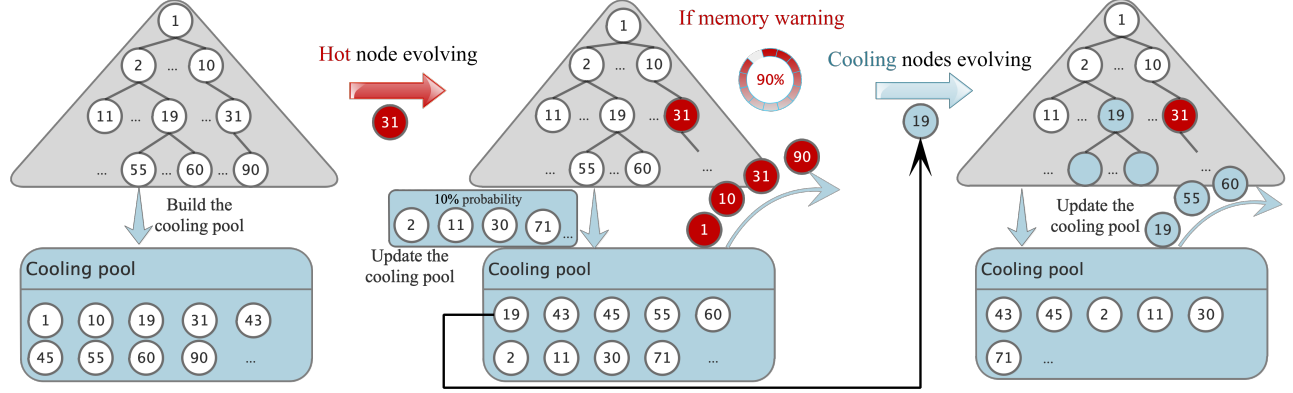 1
2 ... 10
11 ... 19 ... 31
... 55 ... 60 ... 90
Build the
cooling pool
Cooling pool
1 10 19 31 43
45 55 60 90 ...
Hot node evolving
31
1
2 ... 10
11 ... 19 ... 31
... 55 ... 60 ...
If memory warning
90%
90
31
10
1
10% probability
2 11 30 71 ...
Update the
cooling pool
Cooling pool
19 43 45 55 60
2 11 30 71 ...
Cooling nodes evolving
19
1
2 ... 10
11 ... 19 ... 31
... ... ...
60
55
19
Update the
cooling pool
Cooling pool
43 45 2 11 30
71 ...